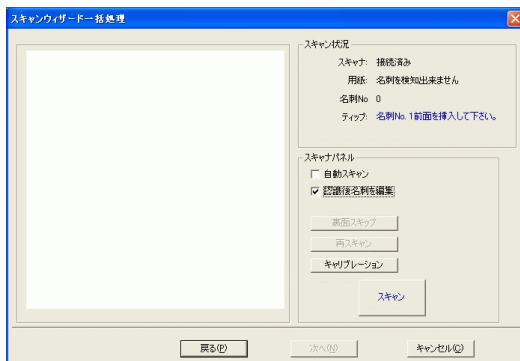 スキャンウィザード一括処理
スキャン状況
スキャナ: 接続済み
用紙: 名刺を検知出来ません
名刺No 0
ティップ: 名刺No. 1前面を挿入して下さい。
スキャナパネル
自動スキャン
認識後名刺を編集
裏面スキップ
再スキャン
キャリブレーション
スキャン
戻る(P)
次へ(N)
キャンセル(C)